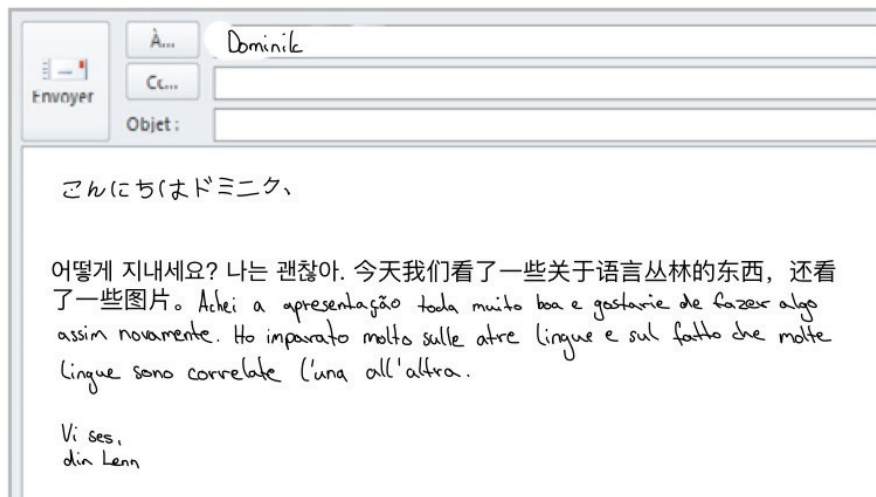 À...
Dominik
Envoyer
Cc...
Objet :
こんにちはドミニク、
어떻게 지내세요? 나는 괜찮아. 今天我们看了一些关于语言丛林的东西，还看
了一些图片。Achei a apresentação toda muito boa e gostarie de fazer algo
assim novamente. Ho imparato molto sulle atre lingue e sul fatto che molte
lingue sono correlate l'una all'altra.
Vi ses,
din Lenn